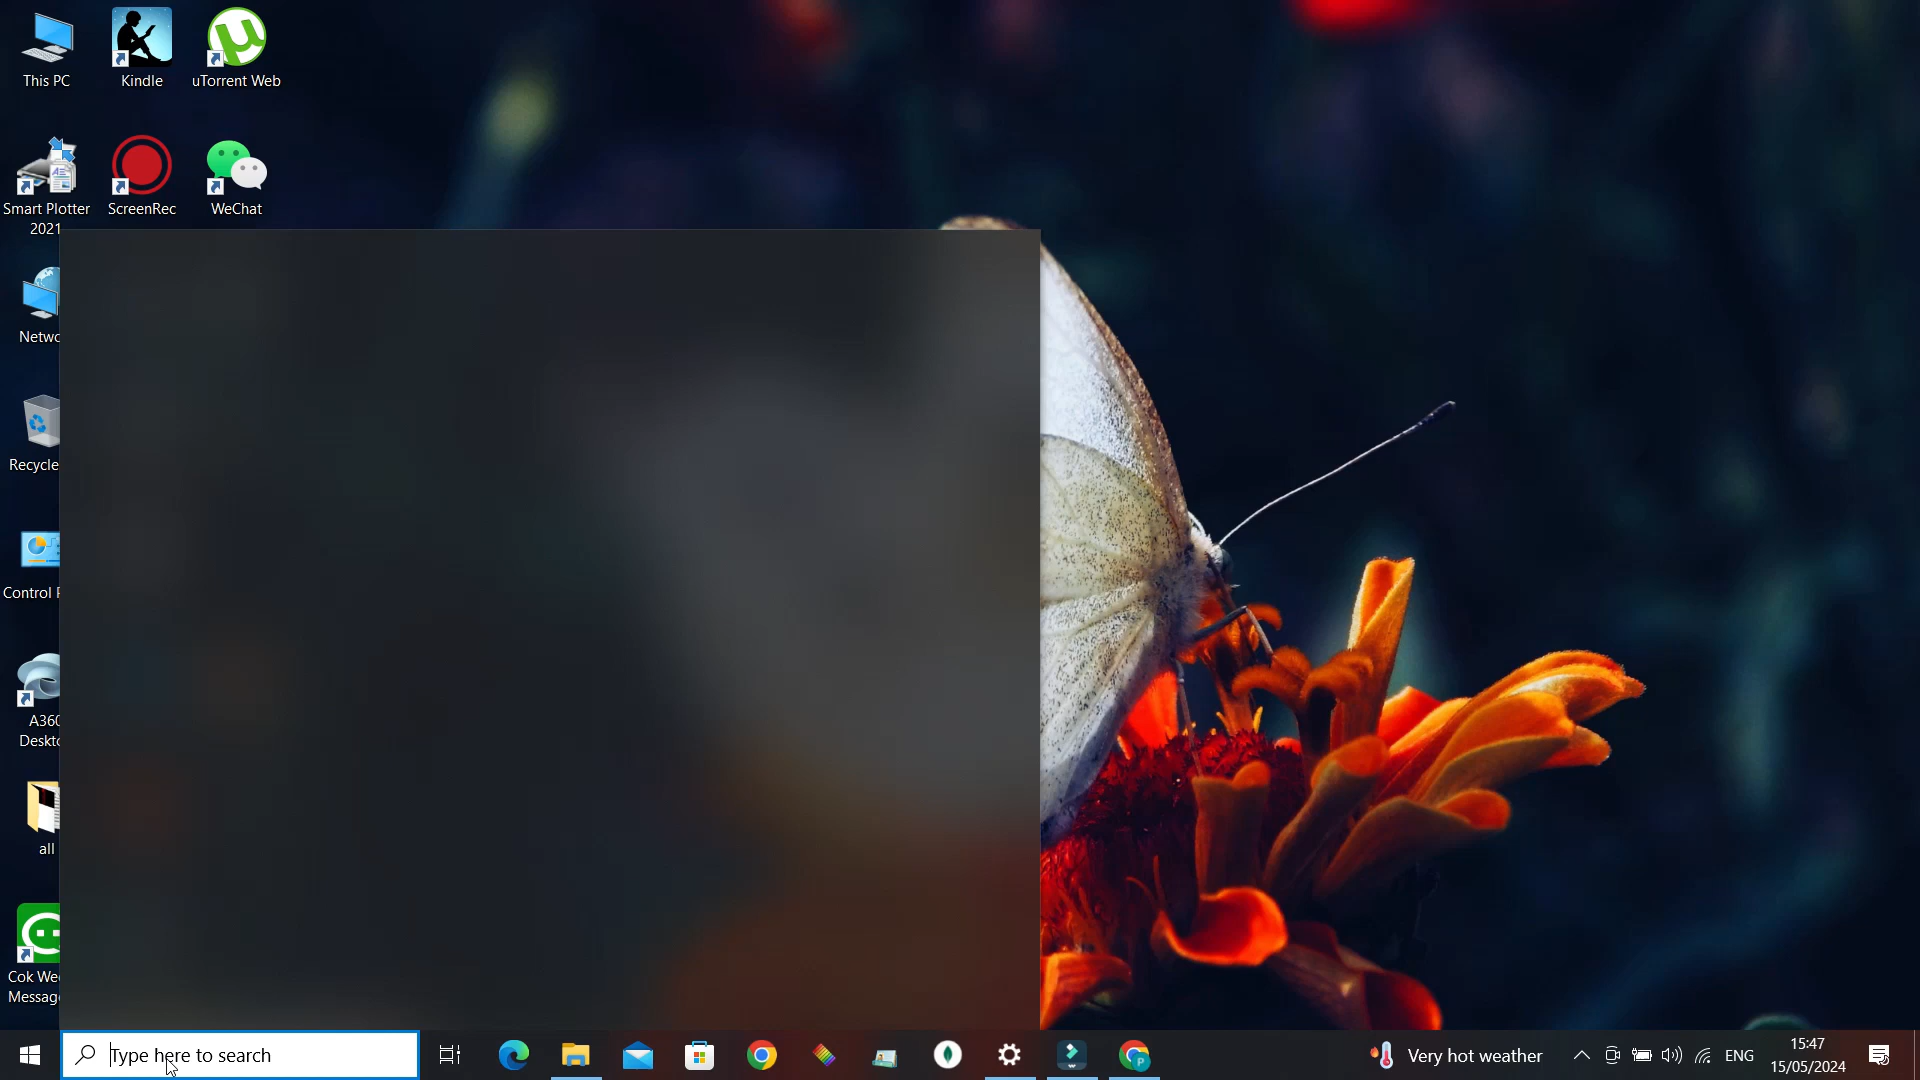 This PC
Kindle
uTorrent Web
Smart Plotter
2021
ScreenRec
WeChat
Netwo
Recycle
Control
A360
Deskto
all
Cok We
Messag
Type here to search
Very hot weather
ENG
15:47
15/05/2024